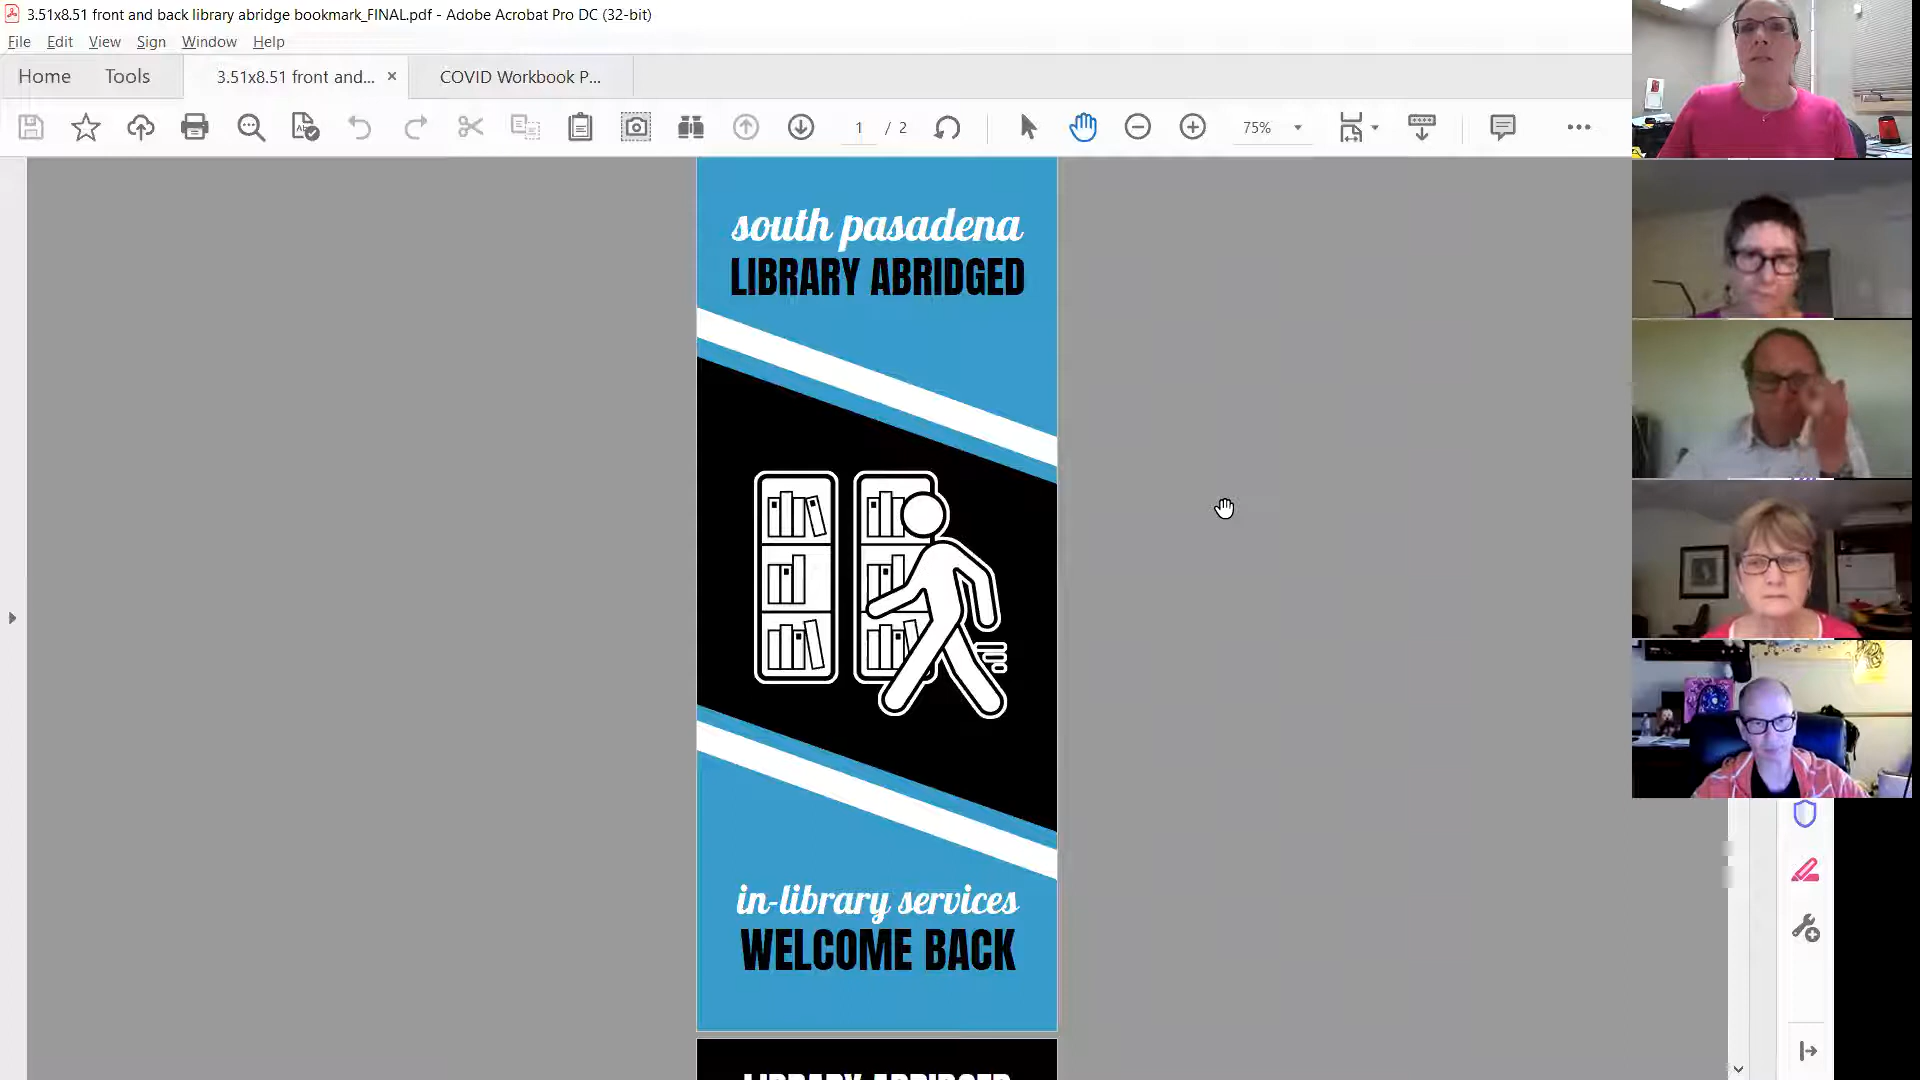 3.51x8.51 front and back library abridge bookmark_FINAL.pdf - Adobe Acrobat Pro DC (32-bit)
File Edit View Sign Window Help
Home Tools 3.51x8.51 front and... × COVID Workbook P...
1 / 2 75%
south pasadena
LIBRARY ABRIDGED
in-library services
WELCOME BACK
LIBRARY ABRIDGED